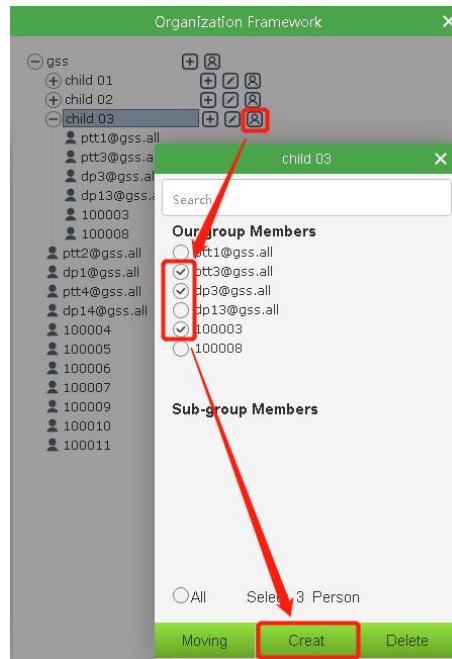 Organization Framework
gss
child 01
child 02
child 03
ptt1@gss.all
ptt3@gss.a
dp3@gss.al
dp13@gss.
100003
100008
ptt2@gss.all
dp1@gss.all
ptt4@gss.all
dp14@gss.all
100004
100005
100006
100007
100009
100010
100011
child 03
Search
Our group Members
ptt1@gss.all
ptt3@gss.all
dp3@gss.all
dp13@gss.all
100003
100008
Sub-group Members
All Select 3 Person
Moving Creat Delete